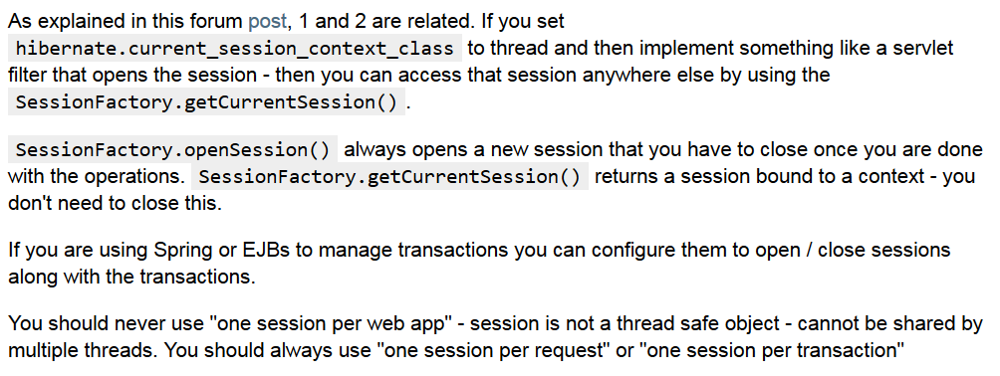 As explained in this forum post, 1 and 2 are related. If you set
hibernate.current_session_context_class to thread and then implement something like a servlet
filter that opens the session - then you can access that session anywhere else by using the
SessionFactory.getCurrentSession().
SessionFactory.openSession() always opens a new session that you have to close once you are done
with the operations. SessionFactory.getCurrentSession() returns a session bound to a context - you
don't need to close this.
If you are using Spring or EJBs to manage transactions you can configure them to open / close sessions
along with the transactions.
You should never use "one session per web app" - session is not a thread safe object - cannot be shared by
multiple threads. You should always use "one session per request" or "one session per transaction"